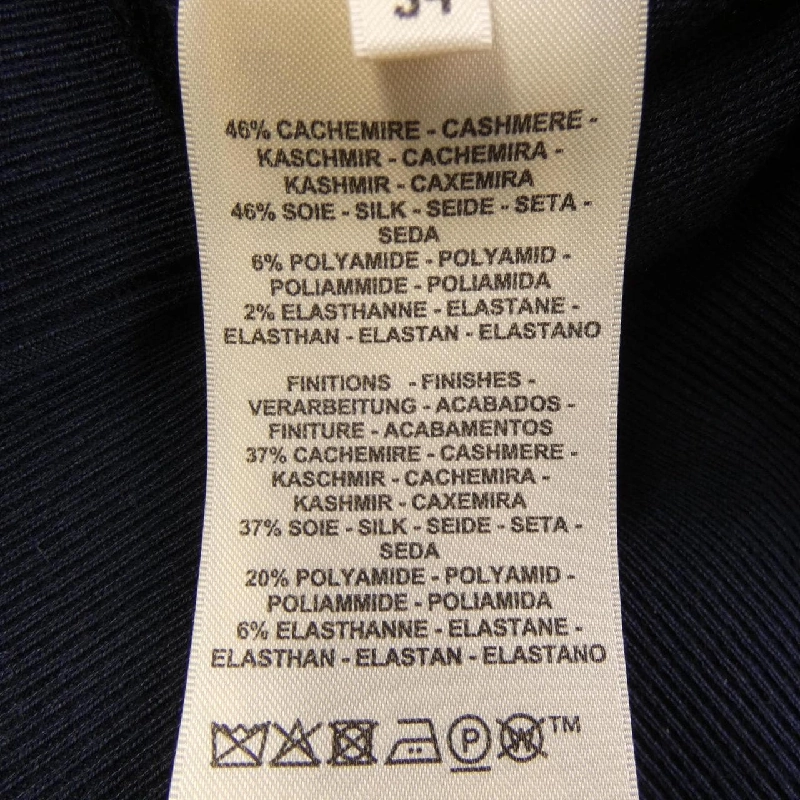 34
46% CACHEMIRE - CASHMERE -
KASCHMIR - CACHEMIRA -
KASHMIR - CAXEMIRA
46% SOIE - SILK - SEIDE - SETA -
SEDA
6% POLYAMIDE - POLYAMID -
POLIAMMIDE - POLIAMIDA
2% ELASTHANNE - ELASTANE -
ELASTHAN - ELASTAN - ELASTANO
FINITIONS - FINISHES -
VERARBEITUNG - ACABADOS -
FINITURE - ACABAMENTOS
37% CACHEMIRE - CASHMERE -
KASCHMIR - CACHEMIRA -
KASHMIR - CAXEMIRA
37% SOIE - SILK - SEIDE - SETA -
SEDA
20% POLYAMIDE - POLYAMID -
POLIAMMIDE - POLIAMIDA
6% ELASTHANNE - ELASTANE -
ELASTHAN - ELASTAN - ELASTANO
P W TM